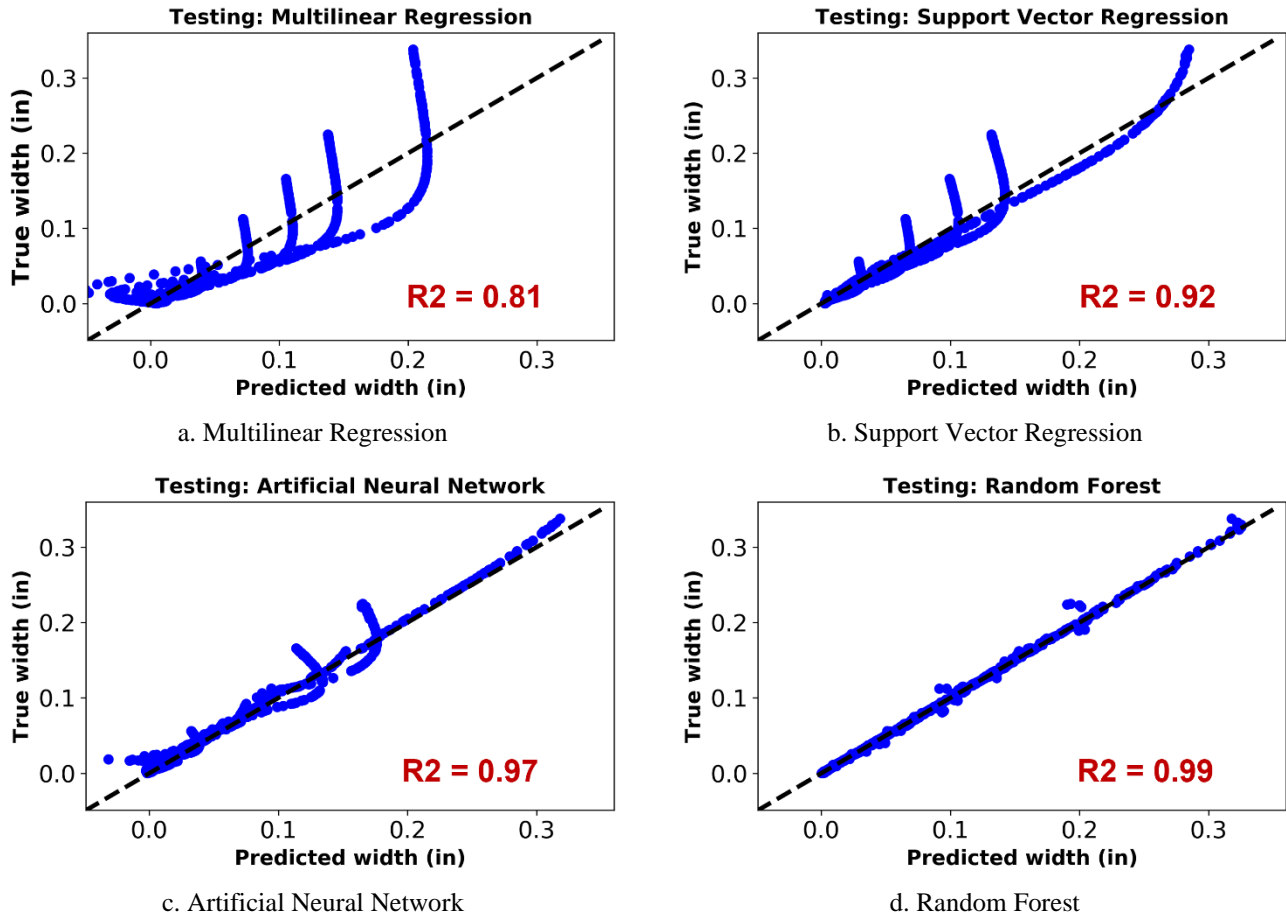 Testing: Multilinear Regression
True width (in)
0.3
0.2
0.1
0.0
R2 = 0.81
0.0 0.1 0.2 0.3
Predicted width (in)
a. Multilinear Regression
Testing: Support Vector Regression
True width (in)
0.3
0.2
0.1
0.0
R2 = 0.92
0.0 0.1 0.2 0.3
Predicted width (in)
b. Support Vector Regression
Testing: Artificial Neural Network
True width (in)
0.3
0.2
0.1
0.0
R2 = 0.97
0.0 0.1 0.2 0.3
Predicted width (in)
c. Artificial Neural Network
Testing: Random Forest
True width (in)
0.3
0.2
0.1
0.0
R2 = 0.99
0.0 0.1 0.2 0.3
Predicted width (in)
d. Random Forest